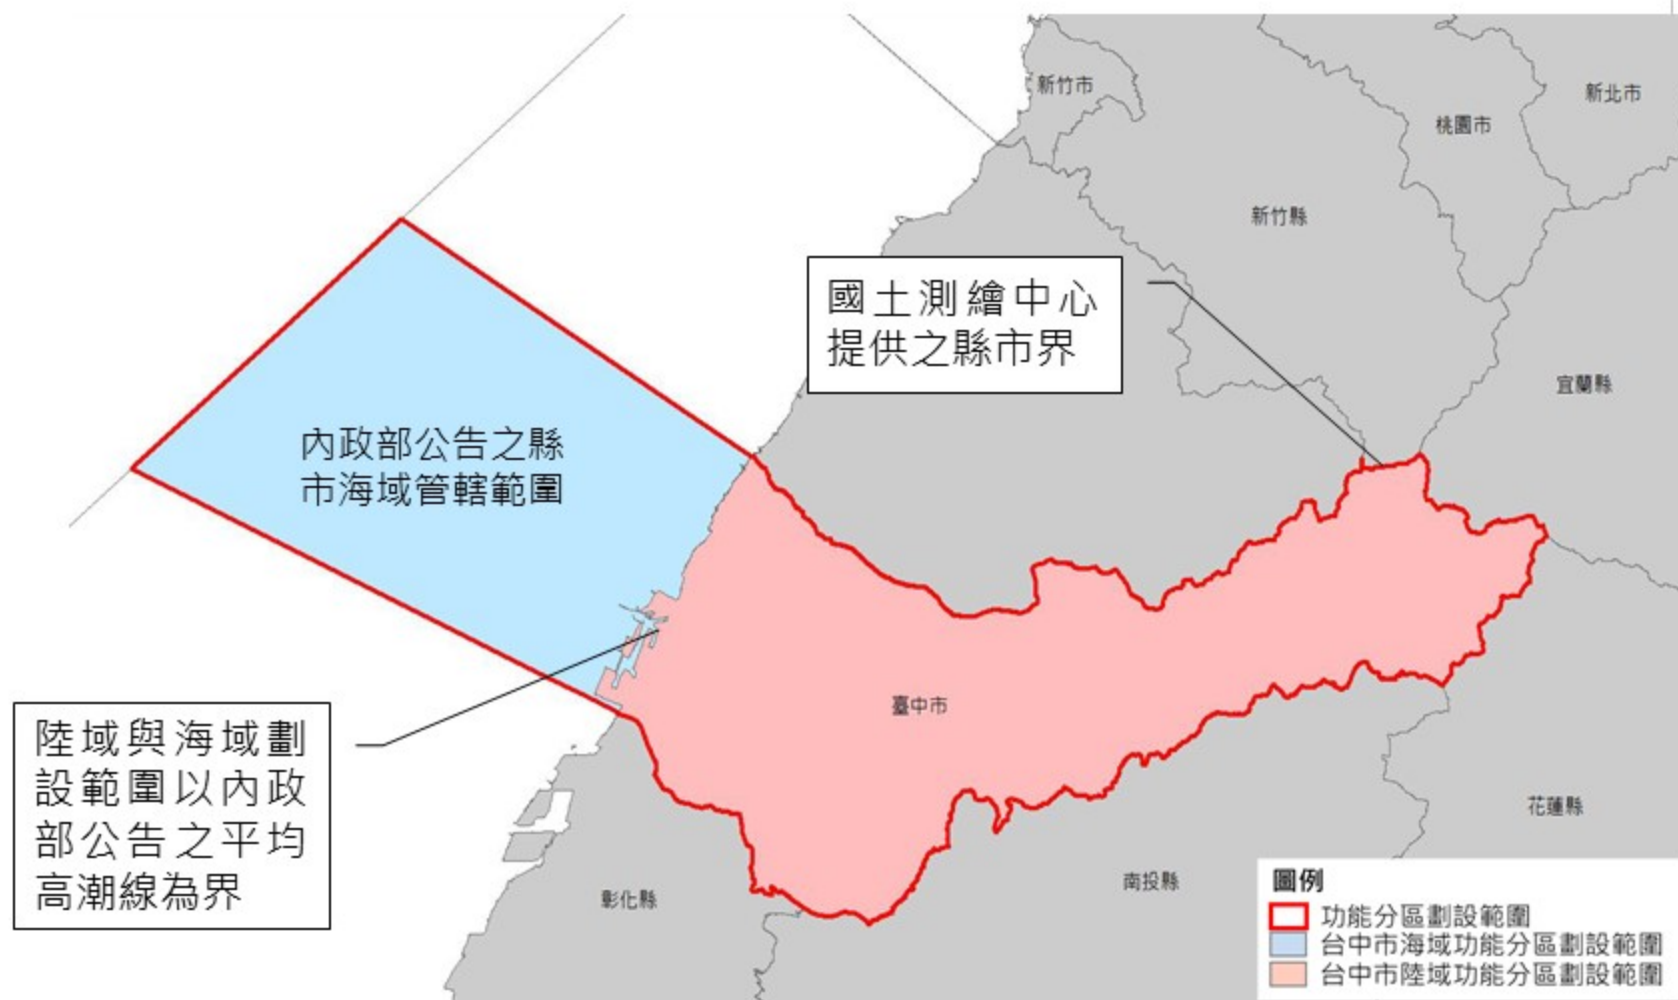 新竹市
新北市
桃園市
新竹縣
國土測繪中心
提供之縣市界
宜蘭縣
內政部公告之縣
市海域管轄範圍
臺中市
陸域與海域劃
設範圍以內政
部公告之平均
高潮線為界
花蓮縣
南投縣
彰化縣
圖例
功能分區劃設範圍
台中市海域功能分區劃設範圍
台中市陸域功能分區劃設範圍